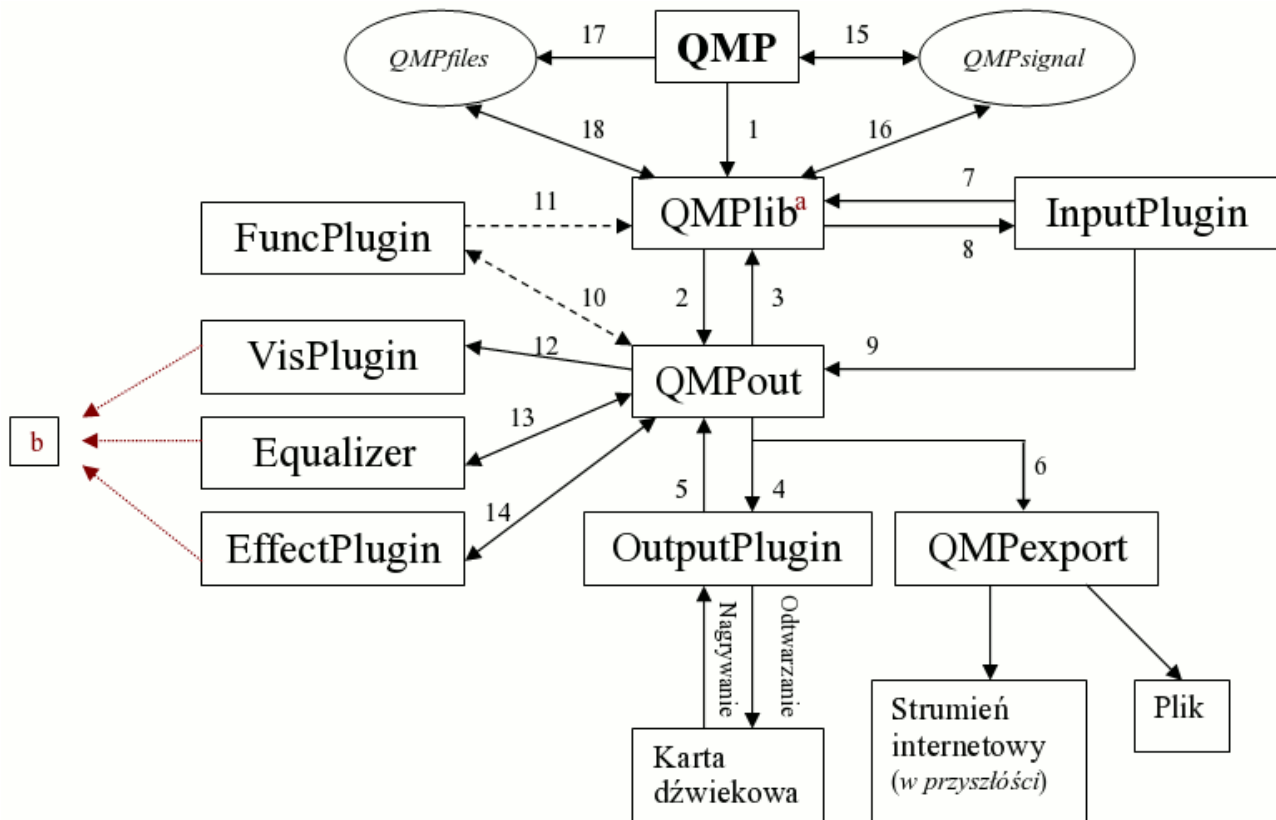 17
QMP
15
QMPfiles
QMPsignal
18
1
16
7
11
QMPlib a
InputPlugin
FuncPlugin
8
10
2
3
12
9
VisPlugin
QMPout
13
b
Equalizer
6
5
4
14
EffectPlugin
OutputPlugin
QMPexport
Nagrywanie
Odtwarzanie
Strumień
internetowy
(w przyszłóści)
Plik
Karta
dźwiekowa